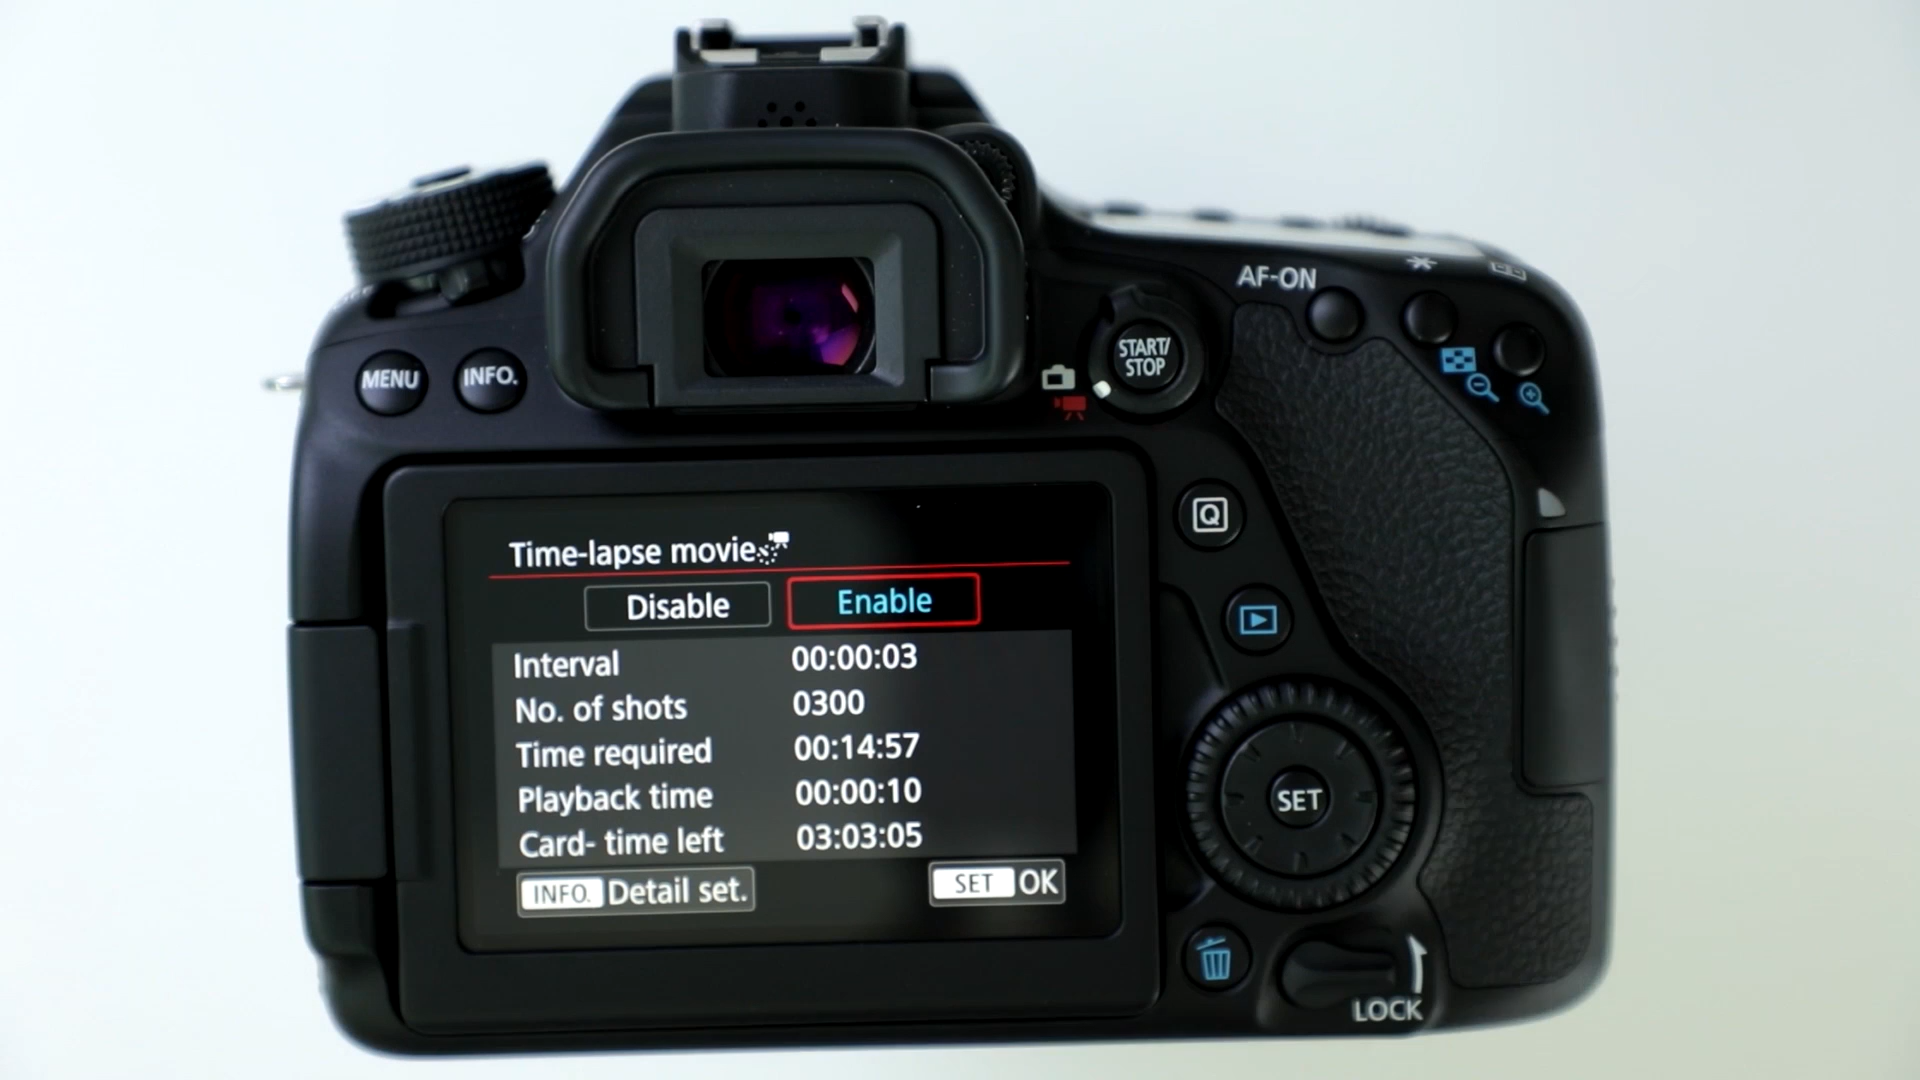 AF-ON
MENU
INFO.
START/
STOP
Q
Time-lapse movie
Disable
Enable
Interval 00:00:03
No. of shots 0300
Time required 00:14:57
Playback time 00:00:10
Card- time left 03:03:05
INFO. Detail set.
SET OK
SET
LOCK